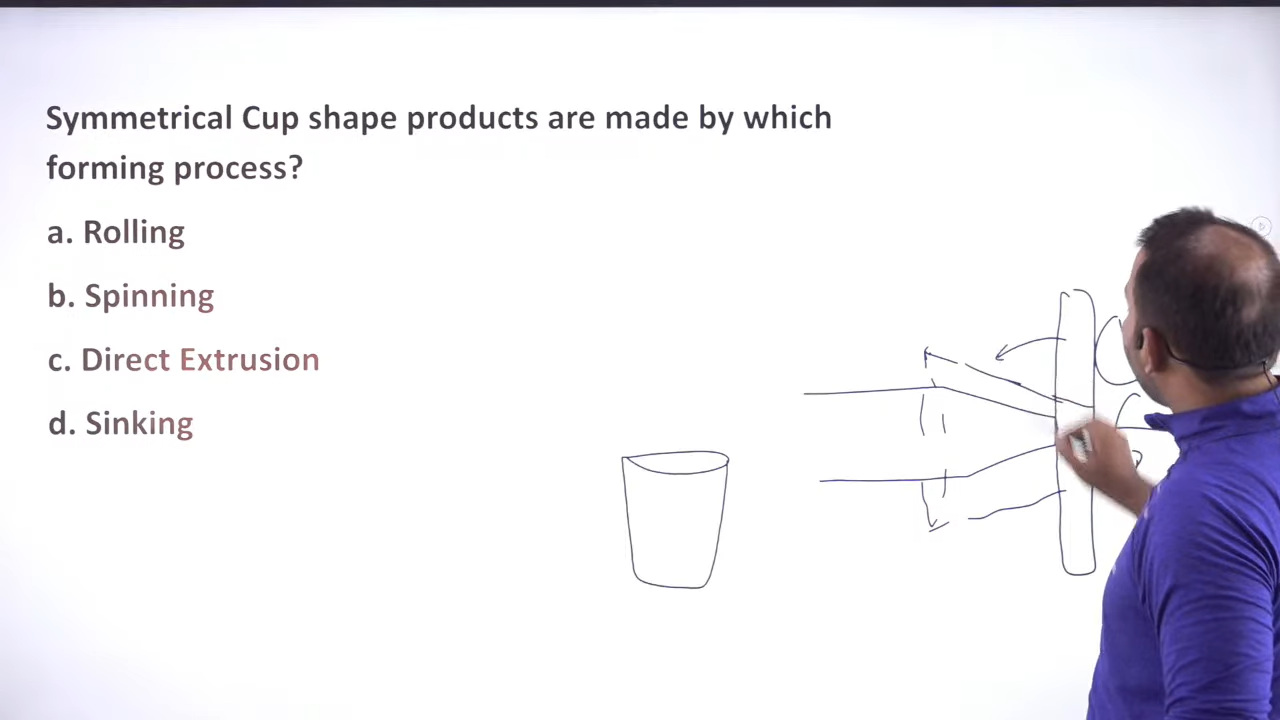 Symmetrical Cup shape products are made by which
forming process?
a. Rolling
b. Spinning
c. Direct Extrusion
d. Sinking